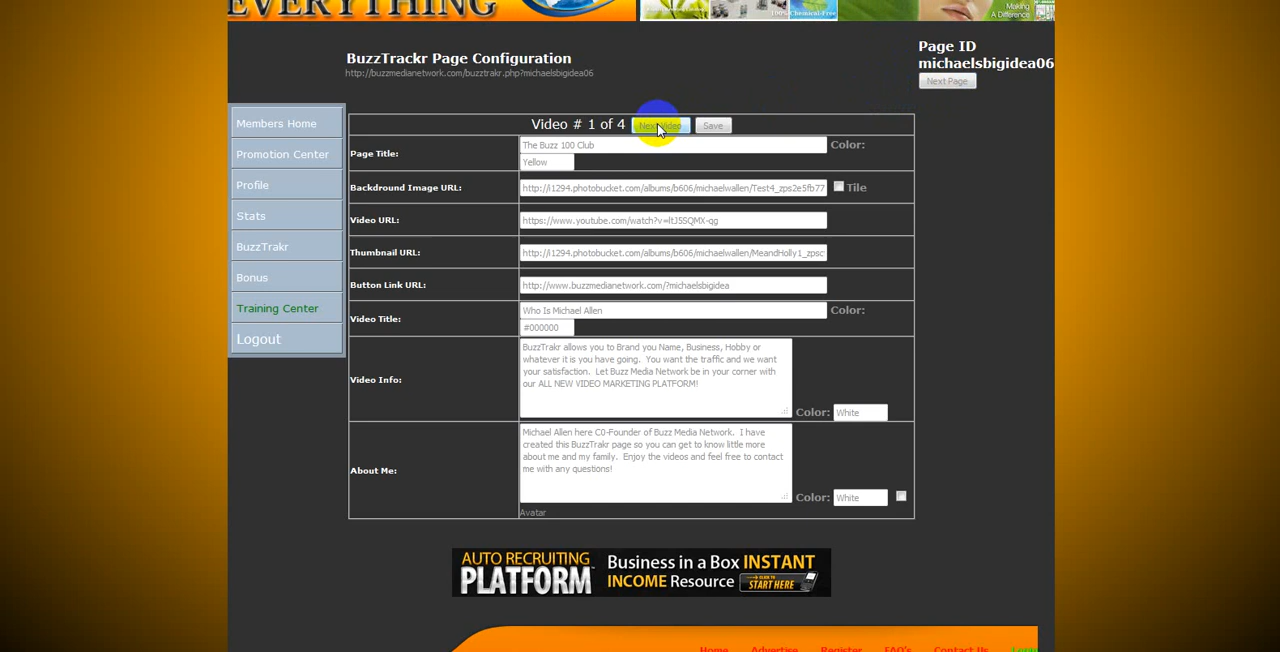 EVERYTHING
100% Chemical-Free
Making
A Difference
BuzzTrackr Page Configuration
http://buzzmedianetwork.com/buzztrakr.php?michaelsbigidea06
Page ID
michaelsbigidea06
Next Page
Members Home
Promotion Center
Profile
Stats
BuzzTrakr
Bonus
Training Center
Logout
Video # 1 of 4 Next Video Save
Page Title: The Buzz 100 Club Color:
Yellow
Backdround Image URL: http://i1294.photobucket.com/albums/b606/michaelwallen/Test4_zps2e5fb77 Tile
Video URL: https://www.youtube.com/watch?v=ltJ5SQMX-qg
Thumbnail URL: http://i1294.photobucket.com/albums/b606/michaelwallen/MeandHolly1_zpsc
Button Link URL: http://www.buzzmedianetwork.com/?michaelsbigidea
Video Title: Who Is Michael Allen Color:
#000000
Video Info:
BuzzTrakr allows you to Brand you Name, Business, Hobby or
whatever it is you have going. You want the traffic and we want
your satisfaction. Let Buzz Media Network be in your corner with
our ALL NEW VIDEO MARKETING PLATFORM!
Color: White
About Me:
Michael Allen here C0-Founder of Buzz Media Network. I have
created this BuzzTrakr page so you can get to know little more
about me and my family. Enjoy the videos and feel free to contact
me with any questions!
Color: White
Avatar
AUTO RECRUITING
PLATFORM
Business in a Box INSTANT
INCOME Resource
CLICK TO
START HERE
Home Advertise Register FAQ's Contact Us Login